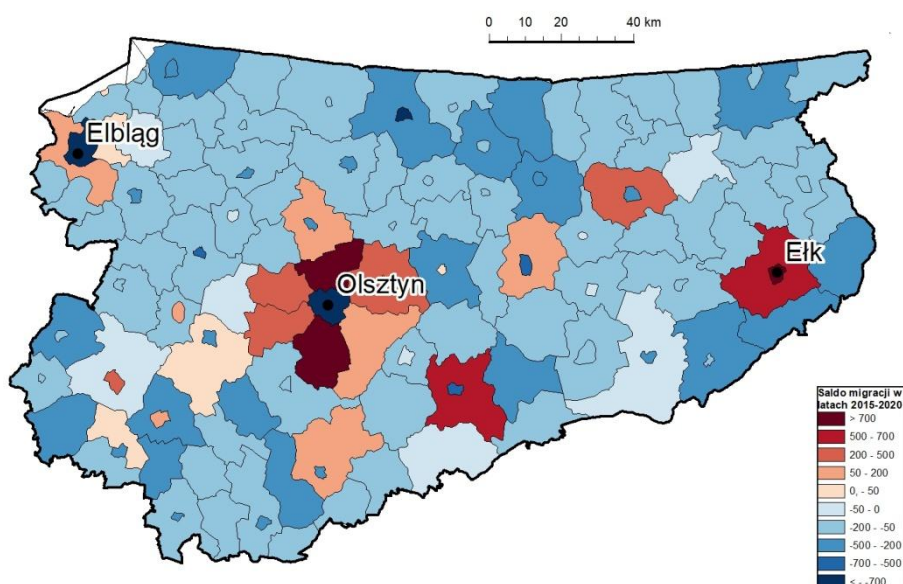 0 10 20 40 km
Elbląg
Ełk
Olsztyn
Saldo migracji w
latach 2015-2020
> 700
500 - 700
200 - 500
50 - 200
0, - 50
-50 - 0
-200 - -50
-500 - -200
-700 - -500
< - -700